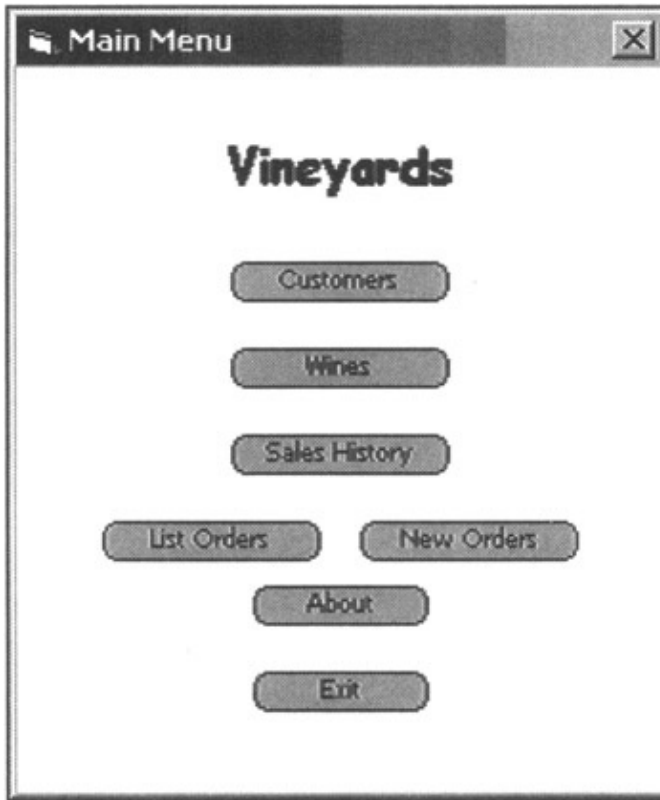 Main Menu
Vineyards
Customers
Wines
Sales History
List Orders New Orders
About
Exit